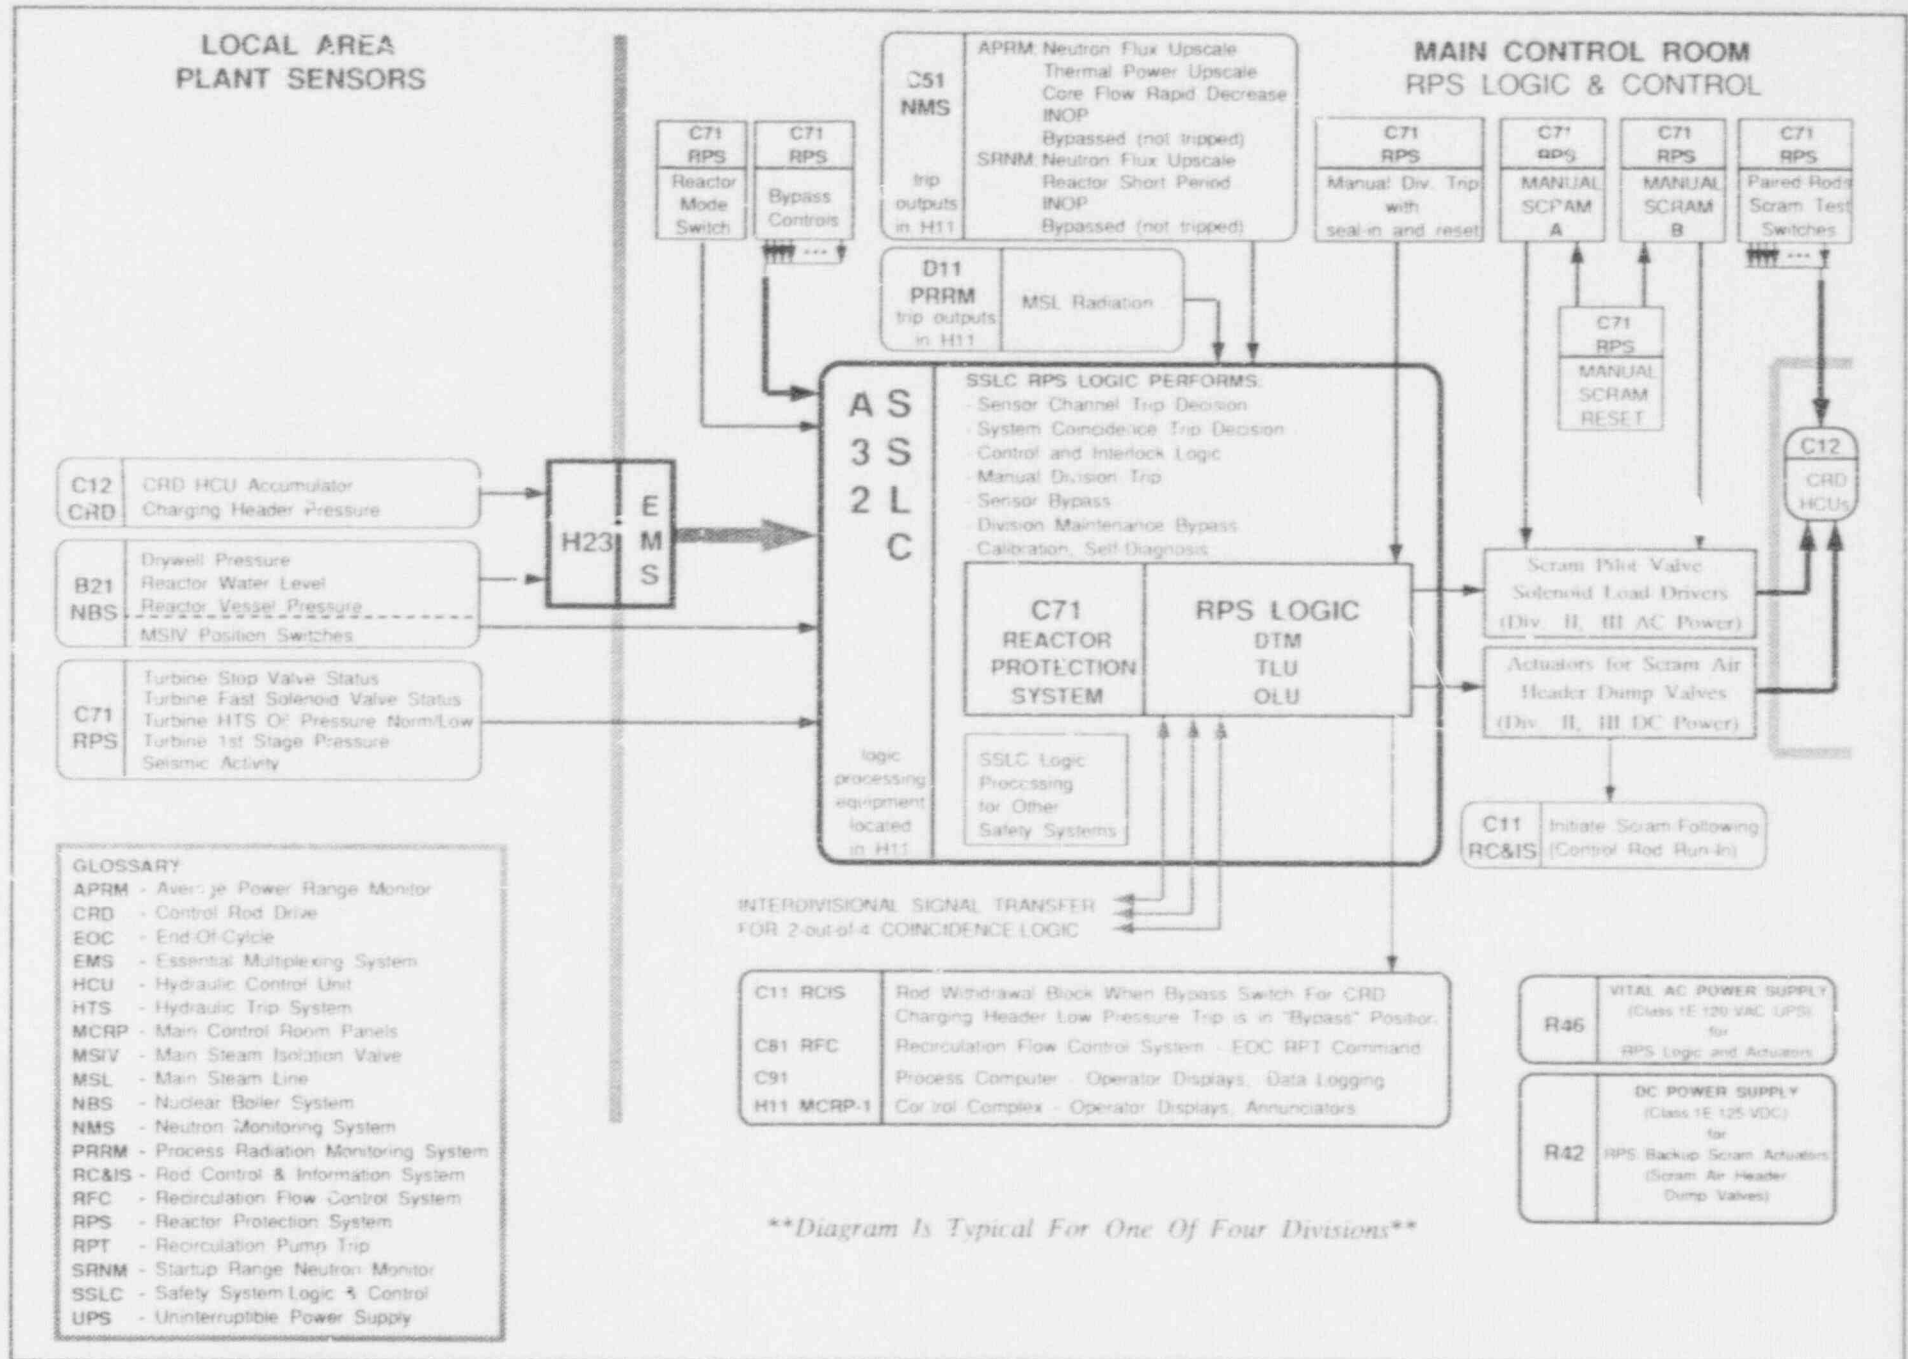 LOCAL AREA
PLANT SENSORS
MAIN CONTROL ROOM
RPS LOGIC & CONTROL
C51
NMS
trip
outputs
in H11
APRM: Neutron Flux Upscale
Thermal Power Upscale
Core Flow Rapid Decrease
INOP
Bypassed (not tripped)
SRNM: Neutron Flux Upscale
Reactor Short Period
INOP
Bypassed (not tripped)
C71
RPS
Reactor
Mode
Switch
C71
RPS
Bypass
Controls
D11
PRRM
trip outputs
in H11
MSL Radiation
C71
RPS
Manual Div. Trip
with
seal-in and reset
C71
RPS
MANUAL
SCRAM
A
C71
RPS
MANUAL
SCRAM
B
C71
RPS
Paired Rods
Scram Test
Switches
C71
RPS
MANUAL
SCRAM
RESET
C12
CRD
HCUs
C12
CRD
CRD HCU Accumulator
Charging Header Pressure
B21
NBS
Drywell Pressure
Reactor Water Level
Reactor Vessel Pressure
MSIV Position Switches
C71
RPS
Turbine Stop Valve Status
Turbine Fast Solenoid Valve Status
Turbine HTS Oil Pressure Norm/Low
Turbine 1st Stage Pressure
Seismic Activity
H23
EMS
A32
SSLC
logic
processing
equipment
located
in H11
SSLC RPS LOGIC PERFORMS:
- Sensor Channel Trip Decision
- System Coincidence Trip Decision
- Control and Interlock Logic
- Manual Division Trip
- Sensor Bypass
- Division Maintenance Bypass
- Calibration, Self-Diagnosis
C71
REACTOR
PROTECTION
SYSTEM
RPS LOGIC
DTM
TLU
OLU
SSLC Logic
Processing
for Other
Safety Systems
Scram Pilot Valve
Solenoid Load Drivers
(Div. II, III AC Power)
Actuators for Scram Air
Header Dump Valves
(Div. II, III DC Power)
C11
RC&IS
Initiate Scram-Following
(Control Rod Run-In)
INTERDIVISIONAL SIGNAL TRANSFER
FOR 2-out-of-4 COINCIDENCE LOGIC
C11 RCIS Rod Withdrawal Block When Bypass Switch For CRD
Charging Header Low Pressure Trip is in "Bypass" Position.
C81 RFC Recirculation Flow Control System - EOC RPT Command
C91 Process Computer - Operator Displays, Data Logging
H11 MCRP-1 Control Complex - Operator Displays, Annunciators
R46
VITAL AC POWER SUPPLY
(Class 1E 120 VAC UPS)
for
RPS Logic and Actuators
R42
DC POWER SUPPLY
(Class 1E 125 VDC)
for
RPS Backup Scram Actuators
(Scram Air Header
Dump Valves)
GLOSSARY
APRM - Average Power Range Monitor
CRD - Control Rod Drive
EOC - End-Of-Cylcle
EMS - Essential Multiplexing System
HCU - Hydraulic Control Unit
HTS - Hydraulic Trip System
MCRP - Main Control Room Panels
MSIV - Main Steam Isolation Valve
MSL - Main Steam Line
NBS - Nuclear Boiler System
NMS - Neutron Monitoring System
PRRM - Process Radiation Monitoring System
RC&IS - Rod Control & Information System
RFC - Recirculation Flow Control System
RPS - Reactor Protection System
RPT - Recirculation Pump Trip
SRNM - Startup Range Neutron Monitor
SSLC - Safety System Logic & Control
UPS - Uninterruptible Power Supply
**Diagram Is Typical For One Of Four Divisions**